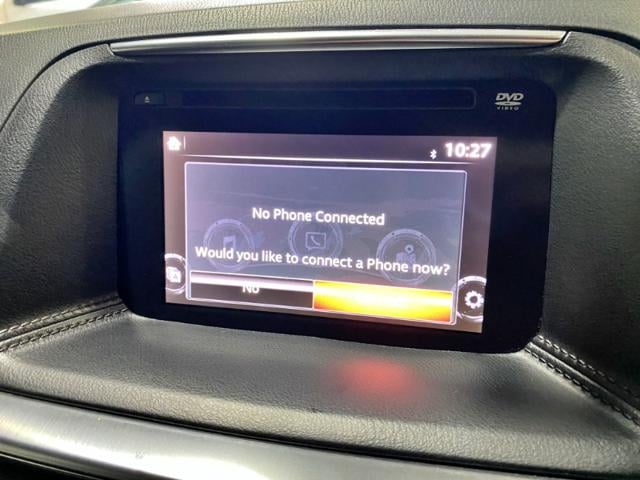 DVD
VIDEO
10:27
No Phone Connected
Would you like to connect a Phone now?
No